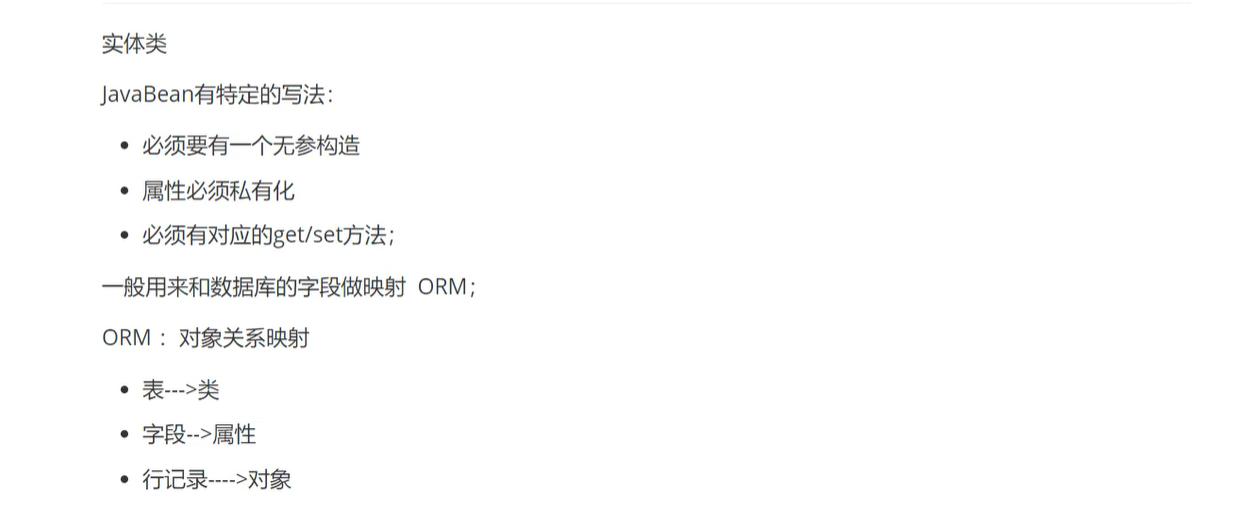 实体类
JavaBean有特定的写法：
• 必须要有一个无参构造
• 属性必须私有化
• 必须有对应的get/set方法；
一般用来和数据库的字段做映射 ORM；
ORM ：对象关系映射
• 表--->类
• 字段-->属性
• 行记录---->对象